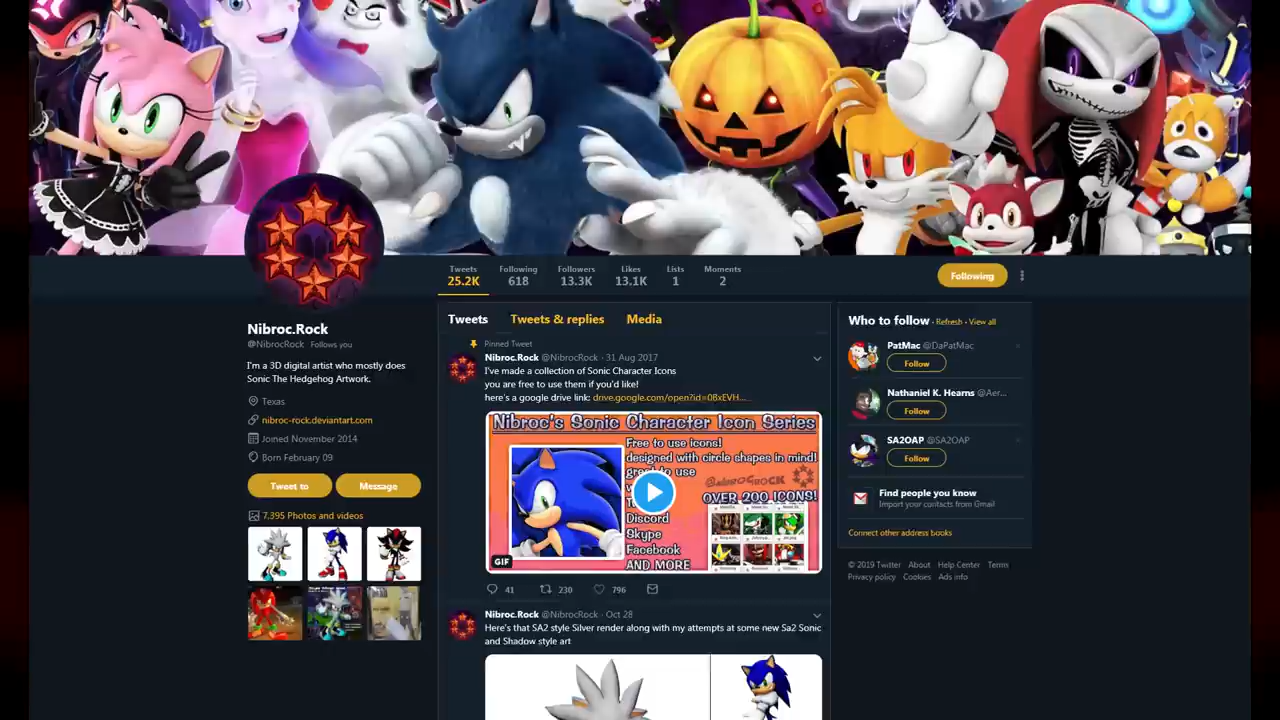 Tweets
25.2K
Following
618
Followers
13.3K
Likes
13.1K
Lists
1
Moments
2
Following
Nibroc.Rock
@NibrocRock Follows you
I'm a 3D digital artist who mostly does
Sonic The Hedgehog Artwork.
Texas
nibroc-rock.deviantart.com
Joined November 2014
Born February 09
Tweet to
Message
7,395 Photos and videos
Tweets
Tweets & replies
Media
Pinned Tweet
Nibroc.Rock @NibrocRock · 31 Aug 2017
I've made a collection of Sonic Character Icons
you are free to use them if you'd like!
here's a google drive link: drive.google.com/open?id=0BxEVH...
Nibroc's Sonic Character Icon Series
Free to use icons!
designed with circle shapes in mind!
great to use
@NibrocROCK
OVER 200 ICONS!
Discord
Skype
Facebook
AND MORE
GIF
41
230
796
Nibroc.Rock @NibrocRock · Oct 28
Here's that SA2 style Silver render along with my attempts at some new Sa2 Sonic
and Shadow style art
Who to follow · Refresh · View all
PatMac @DaPatMac
Follow
Nathaniel K. Hearns @Aer...
Follow
SA2OAP @SA2OAP
Follow
Find people you know
Import your contacts from Gmail
Connect other address books
© 2019 Twitter About Help Center Terms
Privacy policy Cookies Ads info